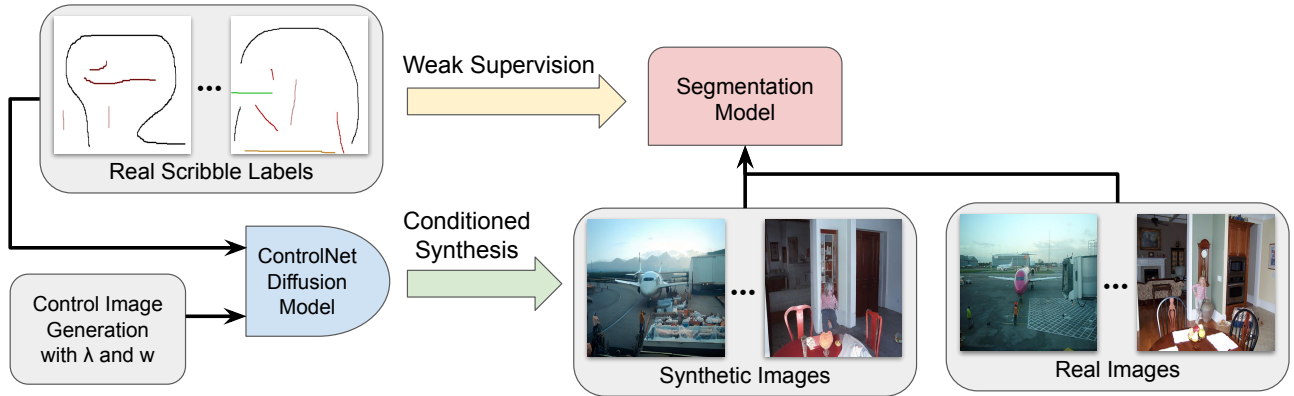 Real Scribble Labels
Weak Supervision
Segmentation
Model
ControlNet
Diffusion
Model
Control Image
Generation
with λ and w
Conditioned
Synthesis
Synthetic Images
Real Images